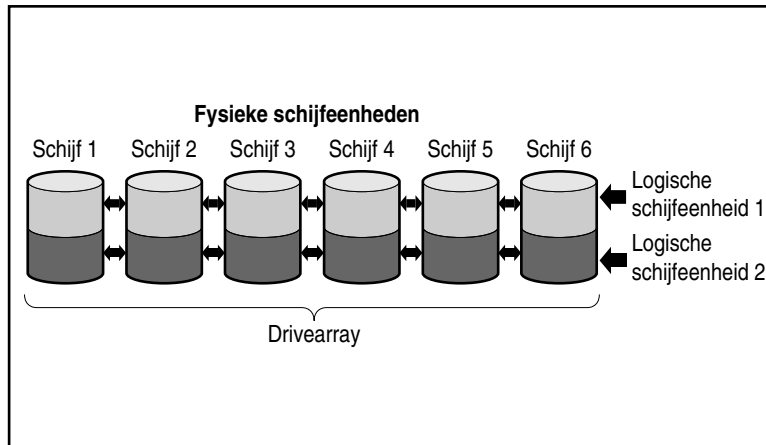 Fysieke schijfeenheden
Schijf 1 Schijf 2 Schijf 3 Schijf 4 Schijf 5 Schijf 6
Logische
schijfeenheid 1
Logische
schijfeenheid 2
Drivearray